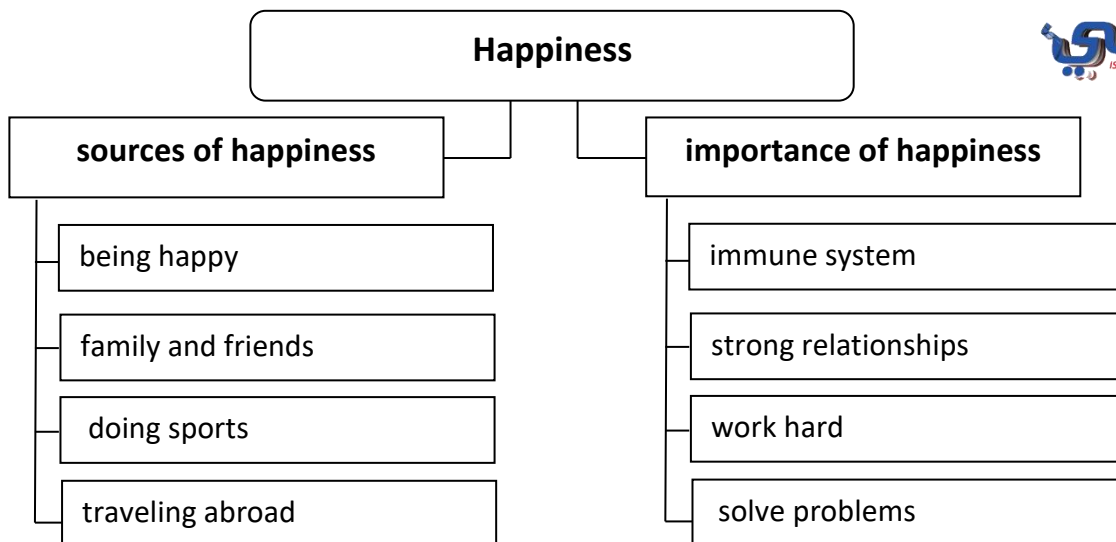 Happiness
sources of happiness
being happy
family and friends
doing sports
traveling abroad
importance of happiness
immune system
strong relationships
work hard
solve problems